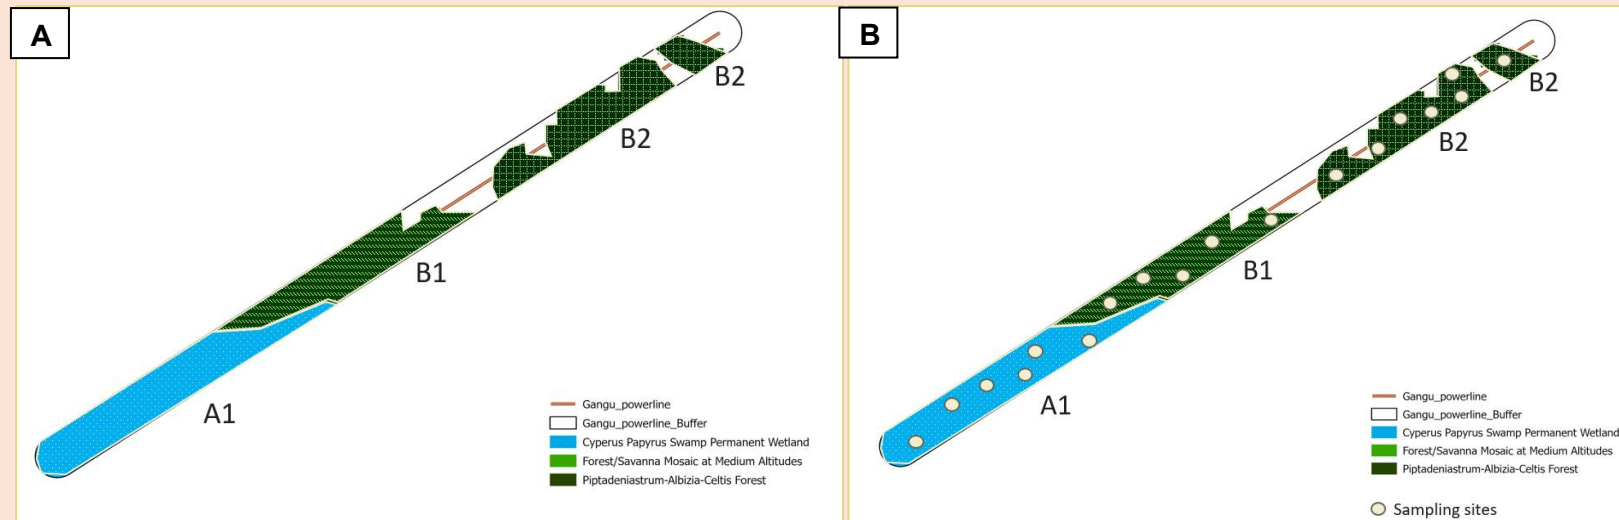 A
B2
B2
B1
A1
Gangu_powerline
Gangu_powerline_Buffer
Cyperus Papyrus Swamp Permanent Wetland
Forest/Savanna Mosaic at Medium Altitudes
Piptadeniastrum-Albizia-Celtis Forest
B
B2
B2
B1
A1
Gangu_powerline
Gangu_powerline_Buffer
Cyperus Papyrus Swamp Permanent Wetland
Forest/Savanna Mosaic at Medium Altitudes
Piptadeniastrum-Albizia-Celtis Forest
Sampling sites